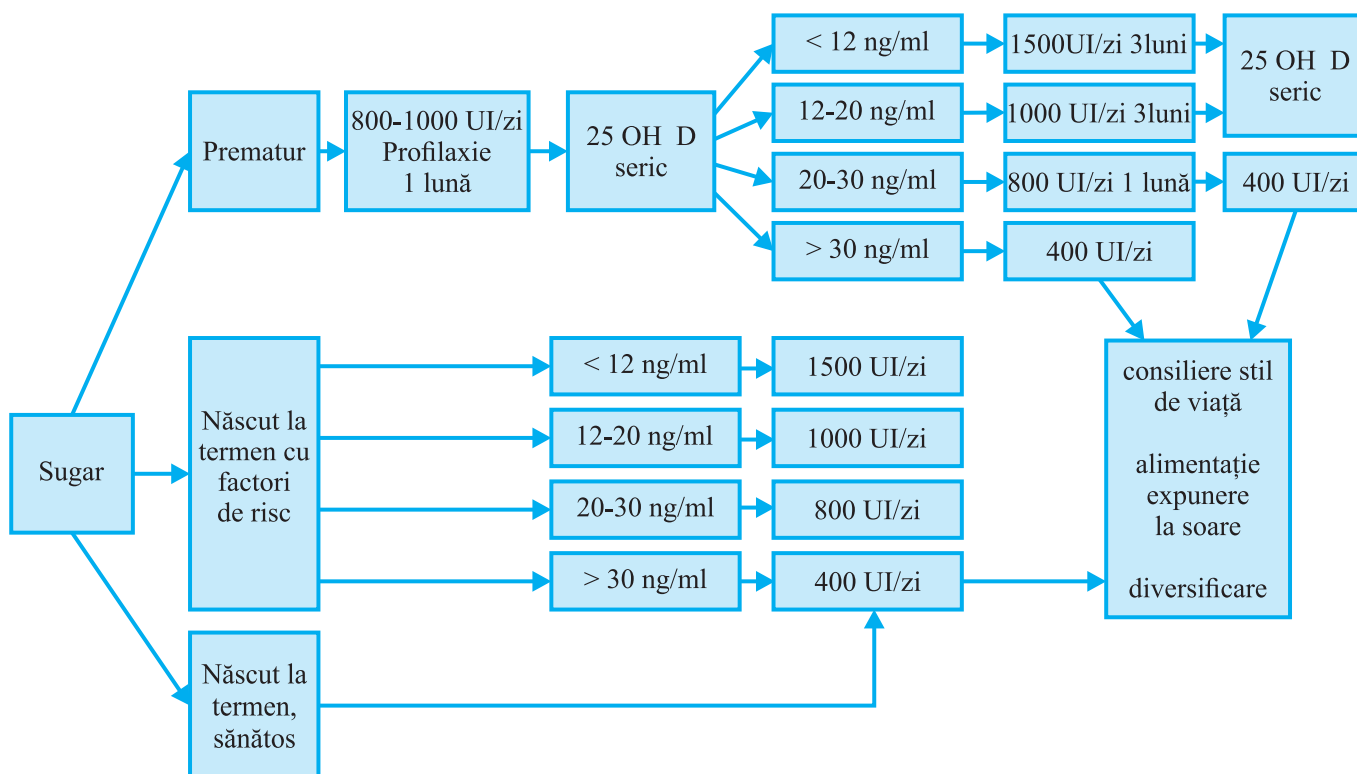 < 12 ng/ml
1500UI/zi 3luni
25 OH D
seric
Prematur
800-1000 UI/zi
Profilaxie
1 lună
25 OH D
seric
12-20 ng/ml
1000 UI/zi 3luni
20-30 ng/ml
800 UI/zi 1 lună
400 UI/zi
> 30 ng/ml
400 UI/zi
Sugar
Născut la
termen cu
factori
de risc
< 12 ng/ml
1500 UI/zi
12-20 ng/ml
1000 UI/zi
20-30 ng/ml
800 UI/zi
> 30 ng/ml
400 UI/zi
consiliere stil
de viață
alimentație
expunere
la soare
diversificare
Născut la
termen,
sănătos